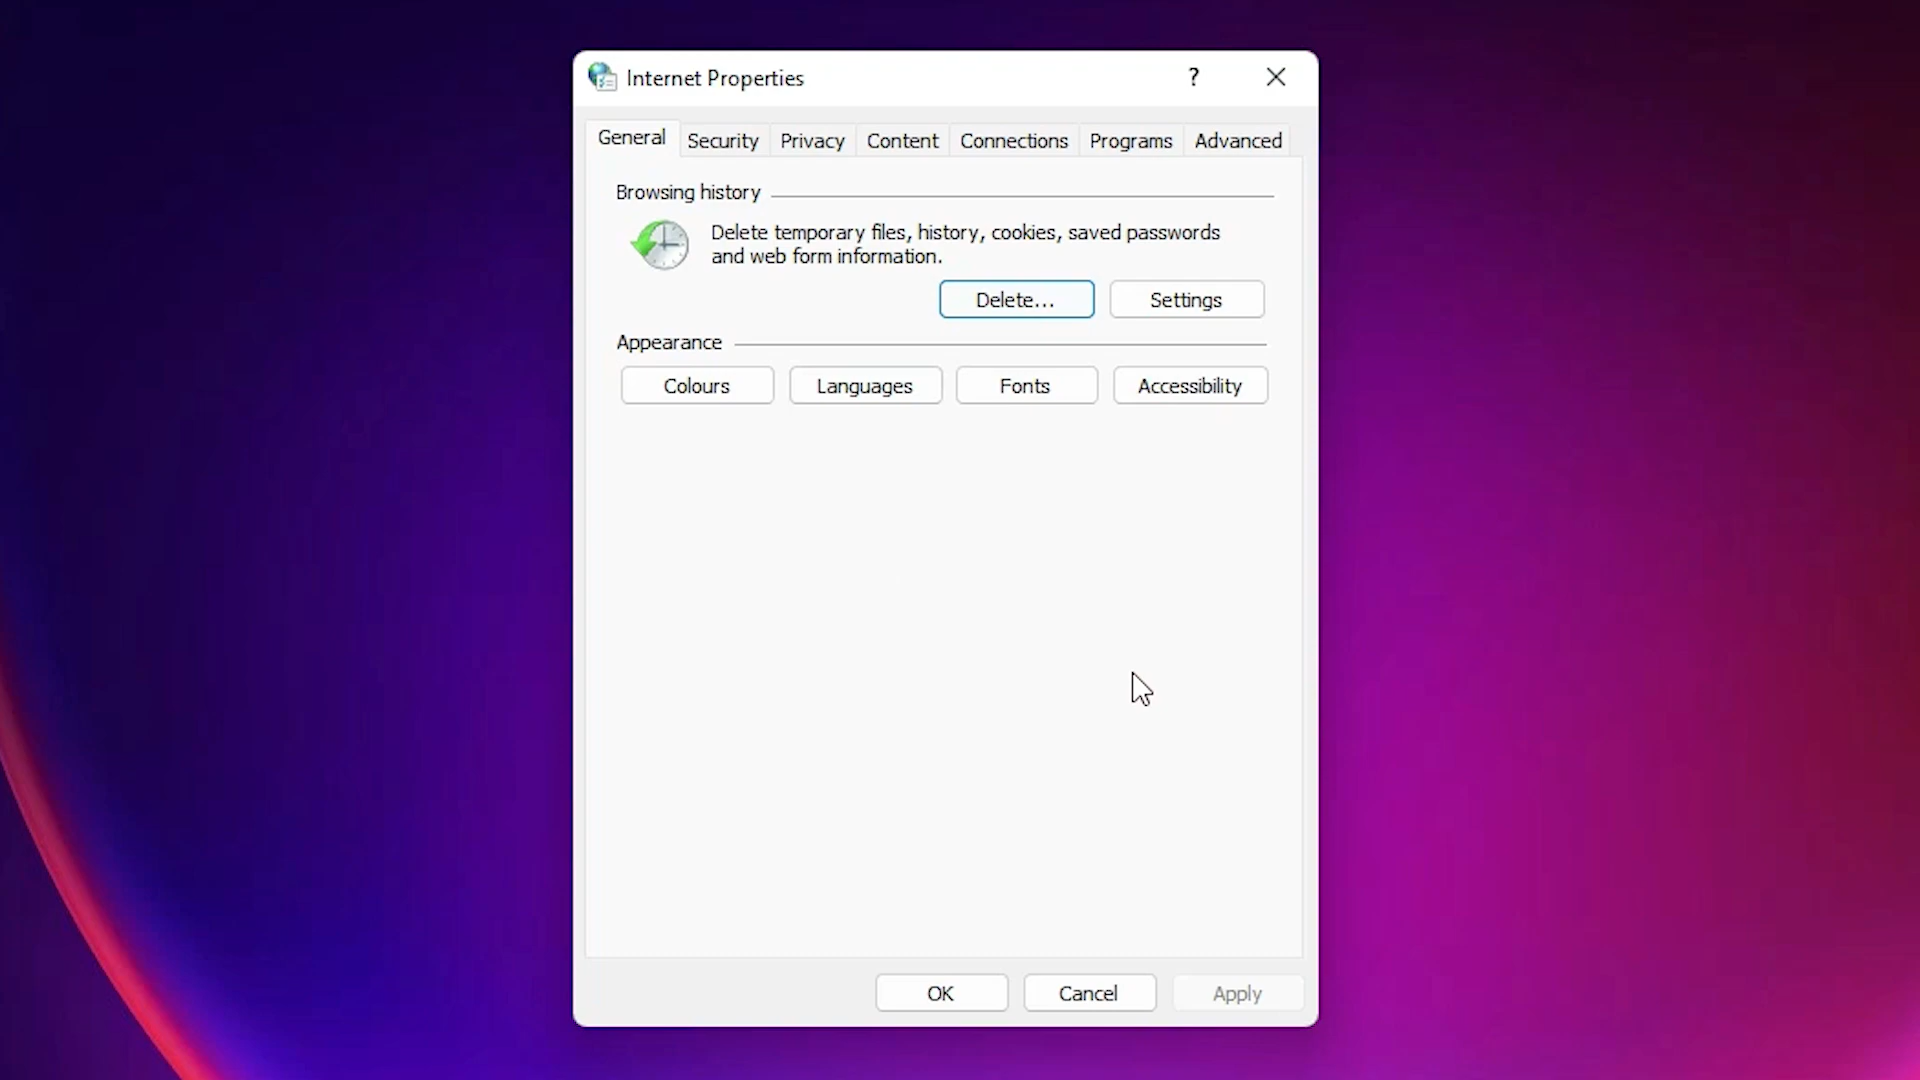 Internet Properties ?
General Security Privacy Content Connections Programs Advanced
Browsing history
Delete temporary files, history, cookies, saved passwords
and web form information.
Delete... Settings
Appearance
Colours Languages Fonts Accessibility
OK Cancel Apply